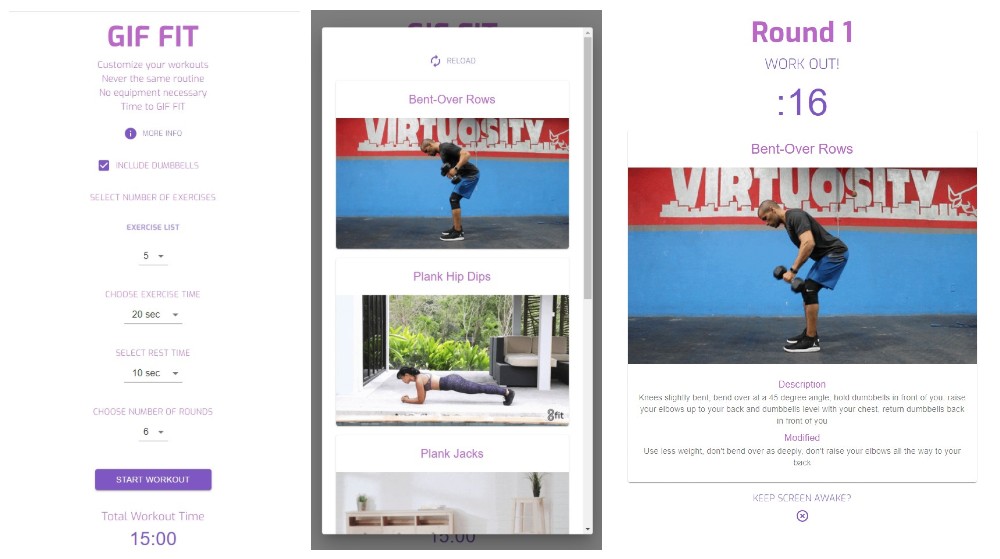 GIF FIT
Customize your workouts
Never the same routine
No equipment necessary
Time to GIF FIT
MORE INFO
INCLUDE DUMBBELLS
SELECT NUMBER OF EXERCISES
EXERCISE LIST
5
CHOOSE EXERCISE TIME
20 sec
SELECT REST TIME
10 sec
CHOOSE NUMBER OF ROUNDS
6
START WORKOUT
Total Workout Time
15:00
GIF FIT
RELOAD
Bent-Over Rows
VIRTUOSITY
Plank Hip Dips
8fit
Plank Jacks
15:00
Round 1
WORK OUT!
:16
Bent-Over Rows
VIRTUOSITY
Description
Knees slightly bent, bend over at a 45 degree angle, hold dumbbells in front of you, raise
your elbows up to your back and dumbbells level with your chest, return dumbbells back
in front of you
Modified
Use less weight, don't bend over as deeply, don't raise your elbows all the way to your
back
KEEP SCREEN AWAKE?